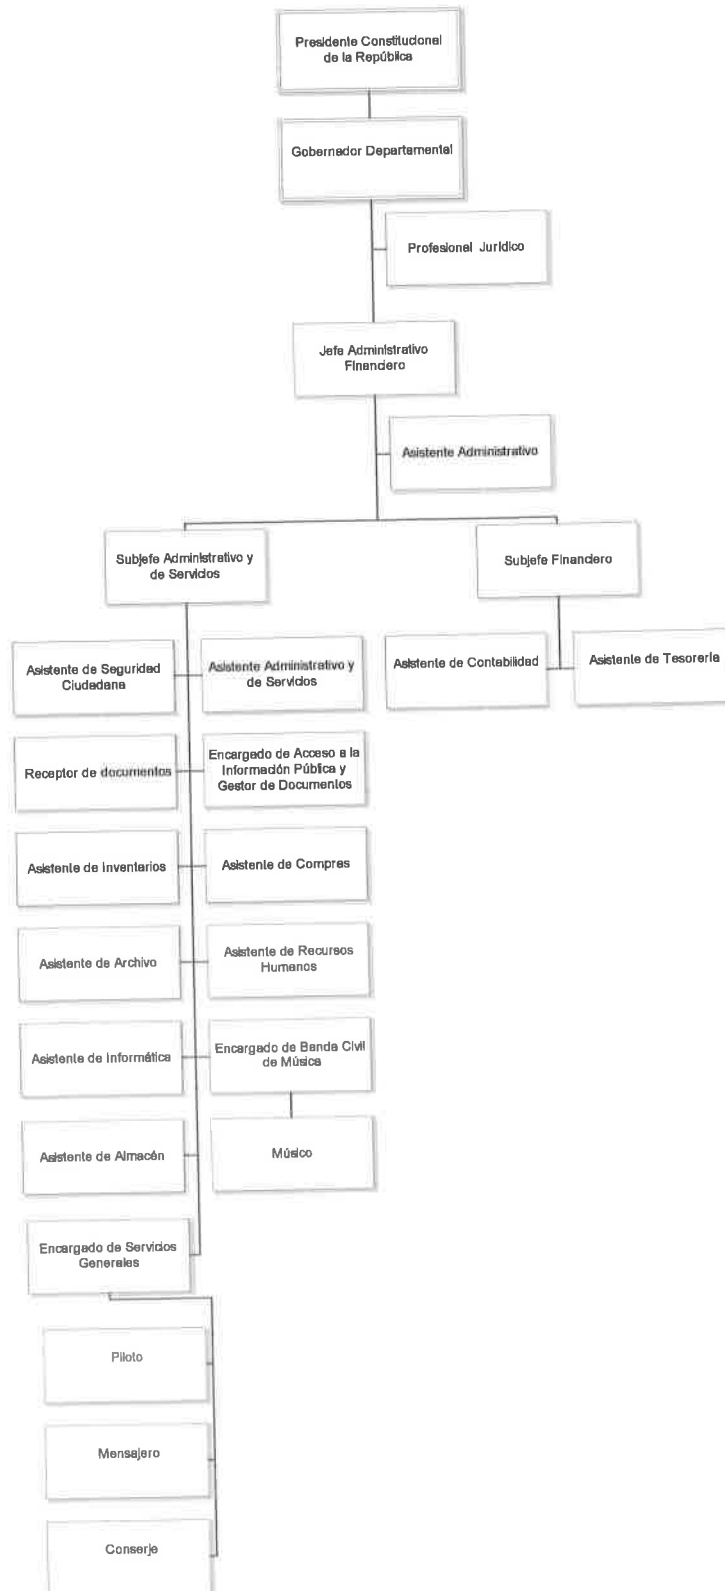 Presidente Constitucional
de la República
Gobernador Departamental
Profesional Jurídico
Jefe Administrativo
Financiero
Asistente Administrativo
Subjefe Administrativo y
de Servicios
Subjefe Financiero
Asistente de Seguridad
Ciudadana
Asistente Administrativo y
de Servicios
Asistente de Contabilidad
Asistente de Tesorería
Receptor de documentos
Encargado de Acceso a la
Información Pública y
Gestor de Documentos
Asistente de Inventarios
Asistente de Compras
Asistente de Archivo
Asistente de Recursos
Humanos
Asistente de Informática
Encargado de Banda Civil
de Música
Asistente de Almacén
Músico
Encargado de Servicios
Generales
Piloto
Mensajero
Conserje